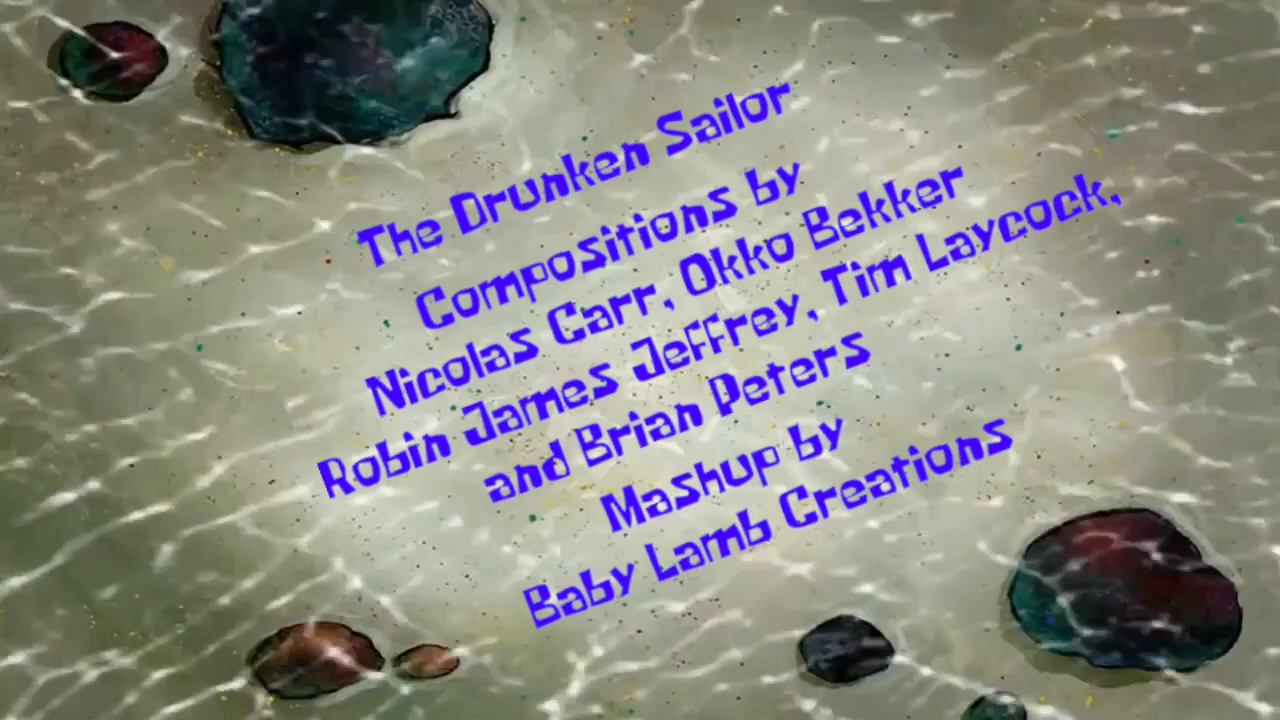 The Drunken Sailor
Compositions by
Nicolas Carr, Okko Bekker
Robin James Jeffrey, Tim Laycock,
and Brian Peters
Mashup by
Baby Lamb Creations